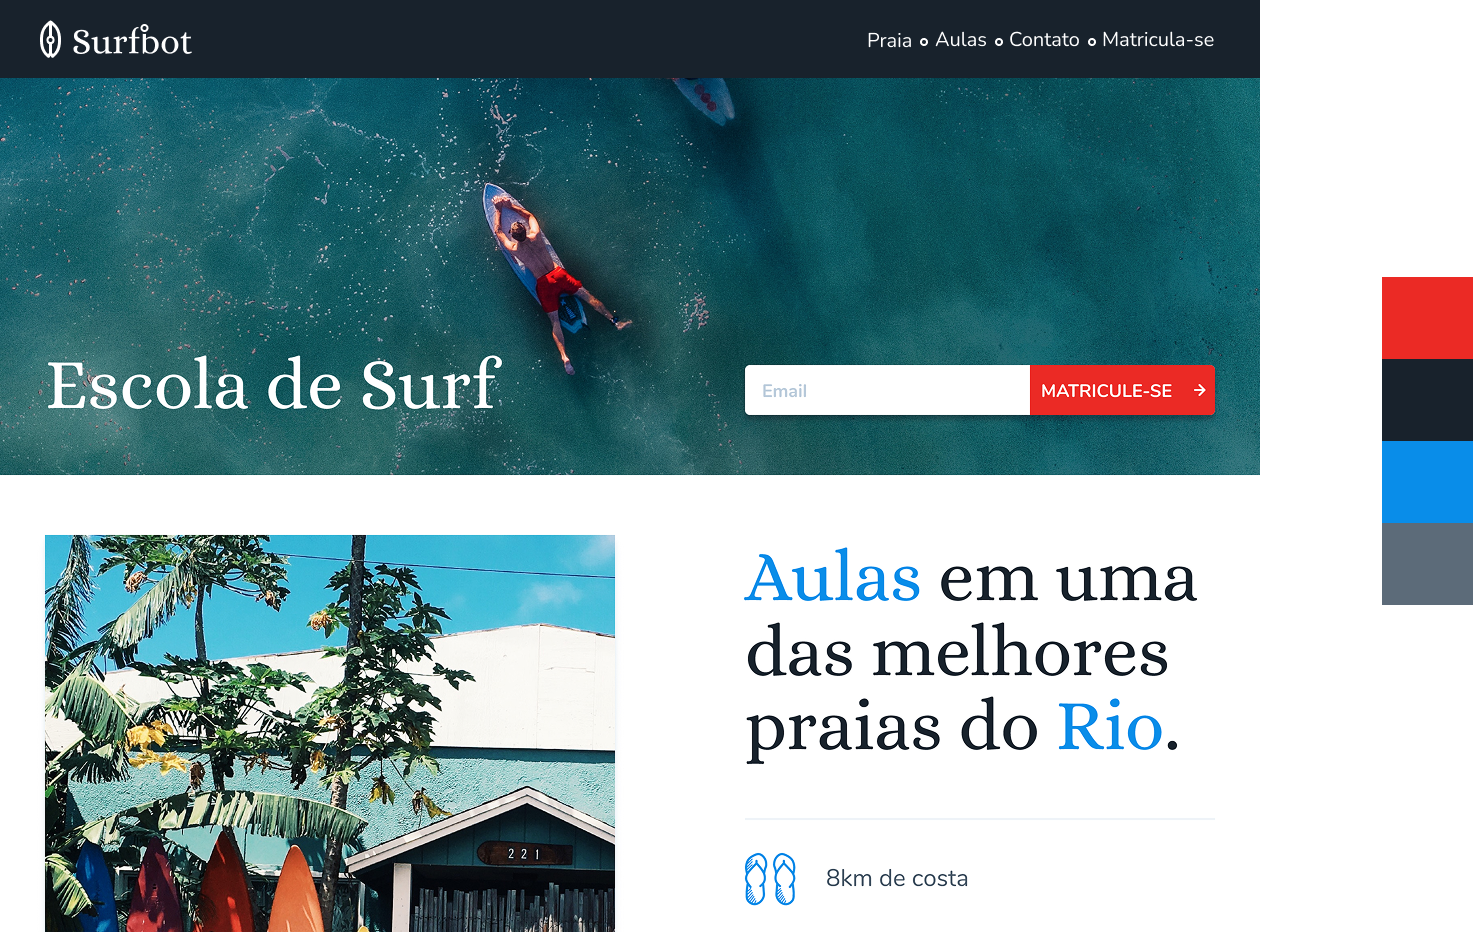 Surfbot
Praia Aulas Contato Matricula-se
Escola de Surf
Email
MATRICULE-SE →
Aulas em uma
das melhores
praias do Rio.
221
8km de costa